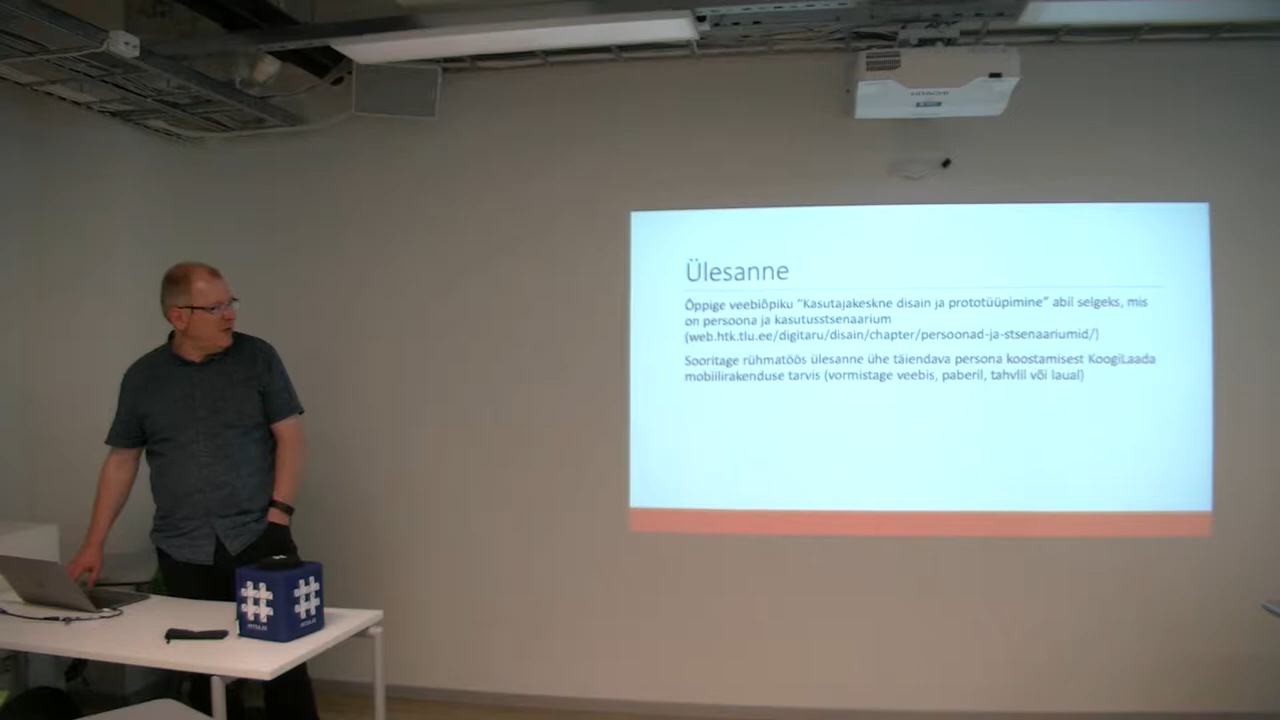 HITACHI
Ülesanne
Õppige veebiõpiku "Kasutajakeskne disain ja prototüüpimine" abil selgeks, mis
on persoona ja kasutusstsenaarium
(web.htk.tlu.ee/digitaru/disain/chapter/persoonad-ja-stsenaariumid/)
Sooritage rühmatöös ülesanne ühe täiendava persona koostamisest KoogiLaada
mobiilirakenduse tarvis (vormistage veebis, paberil, tahvlil või laual)
#
#